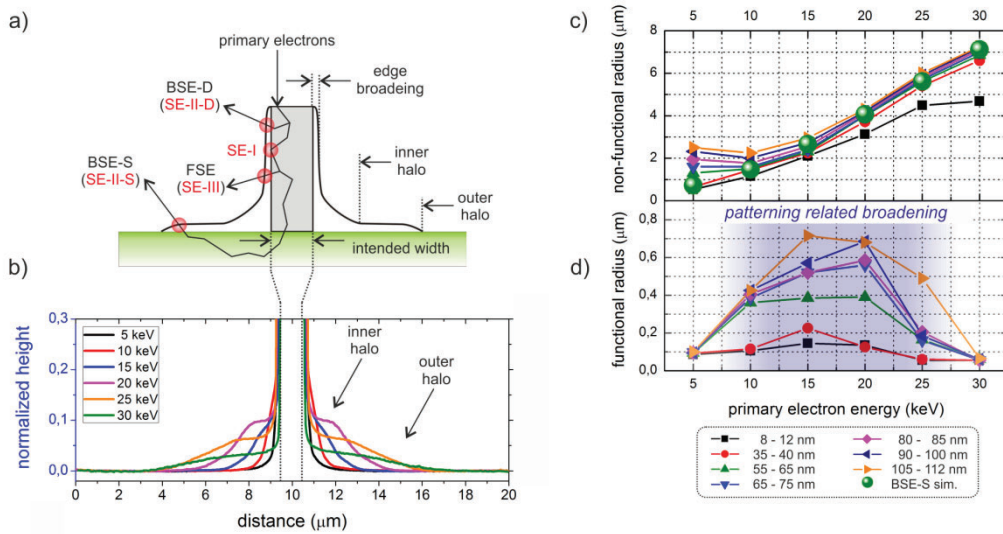 a)
primary electrons
edge
broadeing
BSE-D
(SE-II-D)
SE-I
inner
halo
BSE-S
(SE-II-S)
FSE
(SE-III)
outer
halo
intended width
b)
normalized height
0,3
0,2
0,1
0,0
5 keV
10 keV
15 keV
20 keV
25 keV
30 keV
inner
halo
outer
halo
0 2 4 6 8 10 12 14 16 18 20
distance (µm)
c)
5 10 15 20 25 30
non-functional radius (µm)
8
6
4
2
0
d)
patterning related broadening
functional radius (µm)
0,8
0,6
0,4
0,2
0,0
5 10 15 20 25 30
primary electron energy (keV)
8 - 12 nm
35 - 40 nm
55 - 65 nm
65 - 75 nm
80 - 85 nm
90 - 100 nm
105 - 112 nm
BSE-S sim.